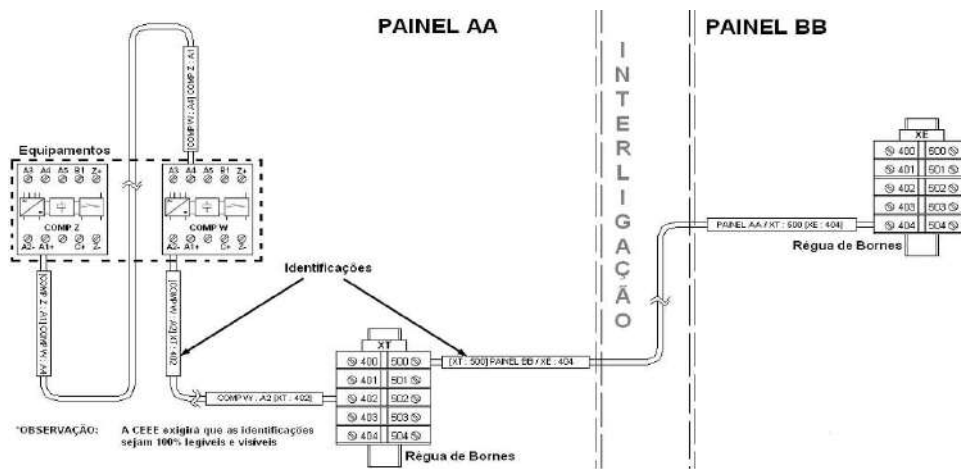 PAINEL AA
PAINEL BB
INTERLIGAÇÃO
[COMP W : A4] COMP Z : A1
Equipamentos
A3 A4 A5 B1 Z+
COMP Z
A2- A1+ C+ Z-
A3 A4 A5 B1 Z+
COMP W
A2- A1+ C+ Z-
[COMP Z : A1] COMP W : A4
[COMP W : A2] XT : 402
Identificações
XE
400 500
401 501
402 502
403 503
404 504
Régua de Bornes
PAINEL AA / XT : 500 [XE : 404]
XT
400 500
401 501
402 502
403 503
404 504
Régua de Bornes
[XT : 500] PAINEL BB / XE : 404
COMP W : A2 [XT : 402]
*OBSERVAÇÃO: A CEEE exigirá que as identificações
sejam 100% legíveis e visíveis